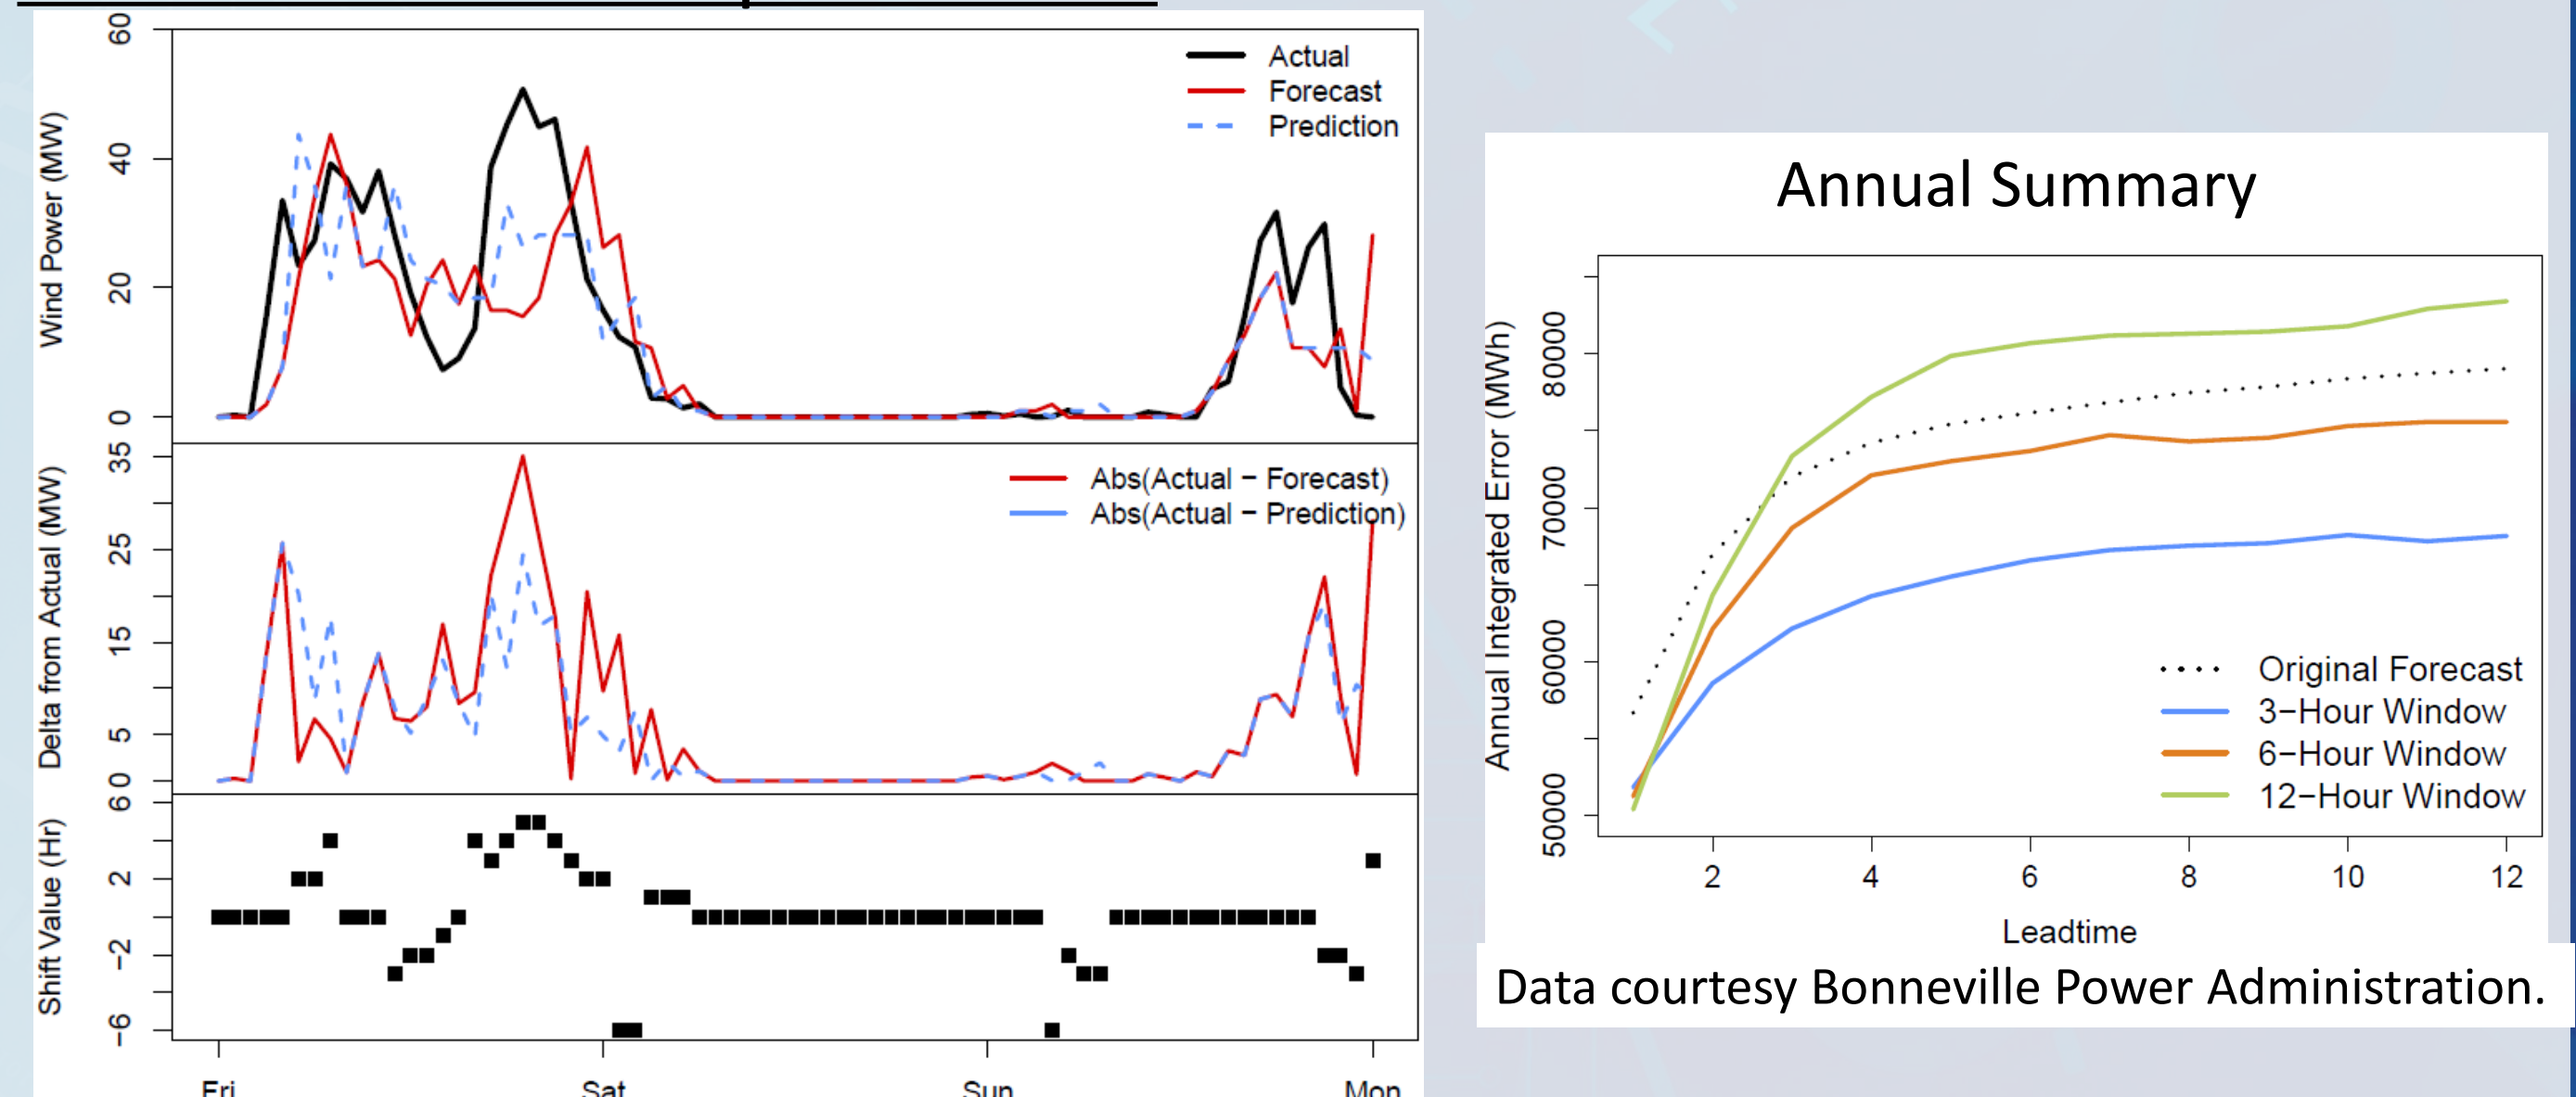 60
40
20
0
Wind Power (MW)
Actual
Forecast
Prediction
35
25
15
5
0
Delta from Actual (MW)
Abs(Actual − Forecast)
Abs(Actual − Prediction)
6
2
−2
−6
Shift Value (Hr)
Fri
Sat
Sun
Mon
Annual Summary
80000
70000
60000
50000
Annual Integrated Error (MWh)
Original Forecast
3−Hour Window
6−Hour Window
12−Hour Window
2 4 6 8 10 12
Leadtime
Data courtesy Bonneville Power Administration.